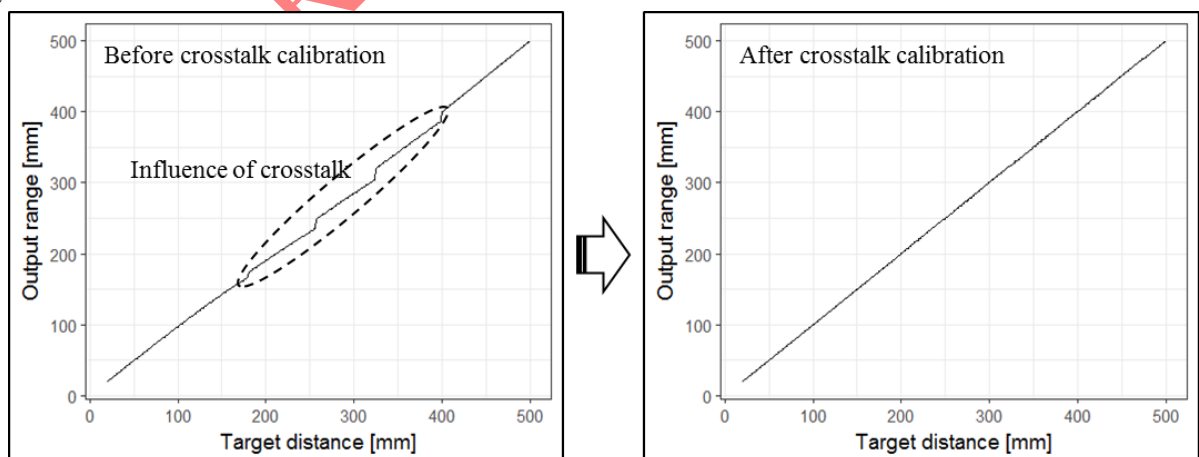 Before crosstalk calibration
Influence of crosstalk
Output range [mm]
500
400
300
200
100
0
0 100 200 300 400 500
Target distance [mm]
After crosstalk calibration
Output range [mm]
500
400
300
200
100
0
0 100 200 300 400 500
Target distance [mm]